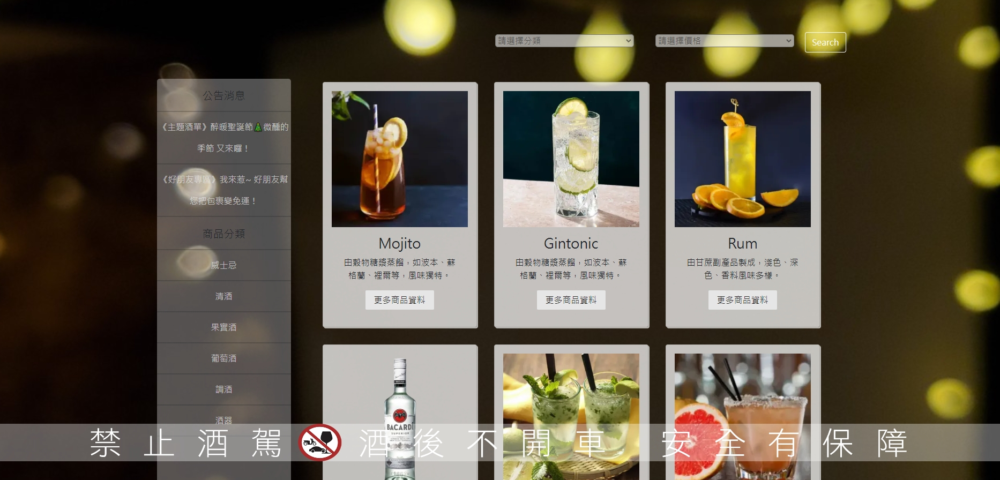 請選擇分類
請選擇價格
Search
公告消息
《主題酒單》醉暖聖誕節🎄微醺的
季節 又來囉！
《好朋友專區》我來惹~ 好朋友幫
您把包裹變免運！
商品分類
威士忌
清酒
果實酒
葡萄酒
調酒
酒器
Mojito
由穀物糖漿蒸餾，如波本、蘇
格蘭、裡爾等，風味獨特。
更多商品資料
Gintonic
由穀物糖漿蒸餾，如波本、蘇
格蘭、裡爾等，風味獨特。
更多商品資料
Rum
由甘蔗副產品製成，淺色、深
色、香料風味多樣。
更多商品資料
BACARDÍ
SUPERIOR
禁止酒駕 酒後不開車 安全有保障